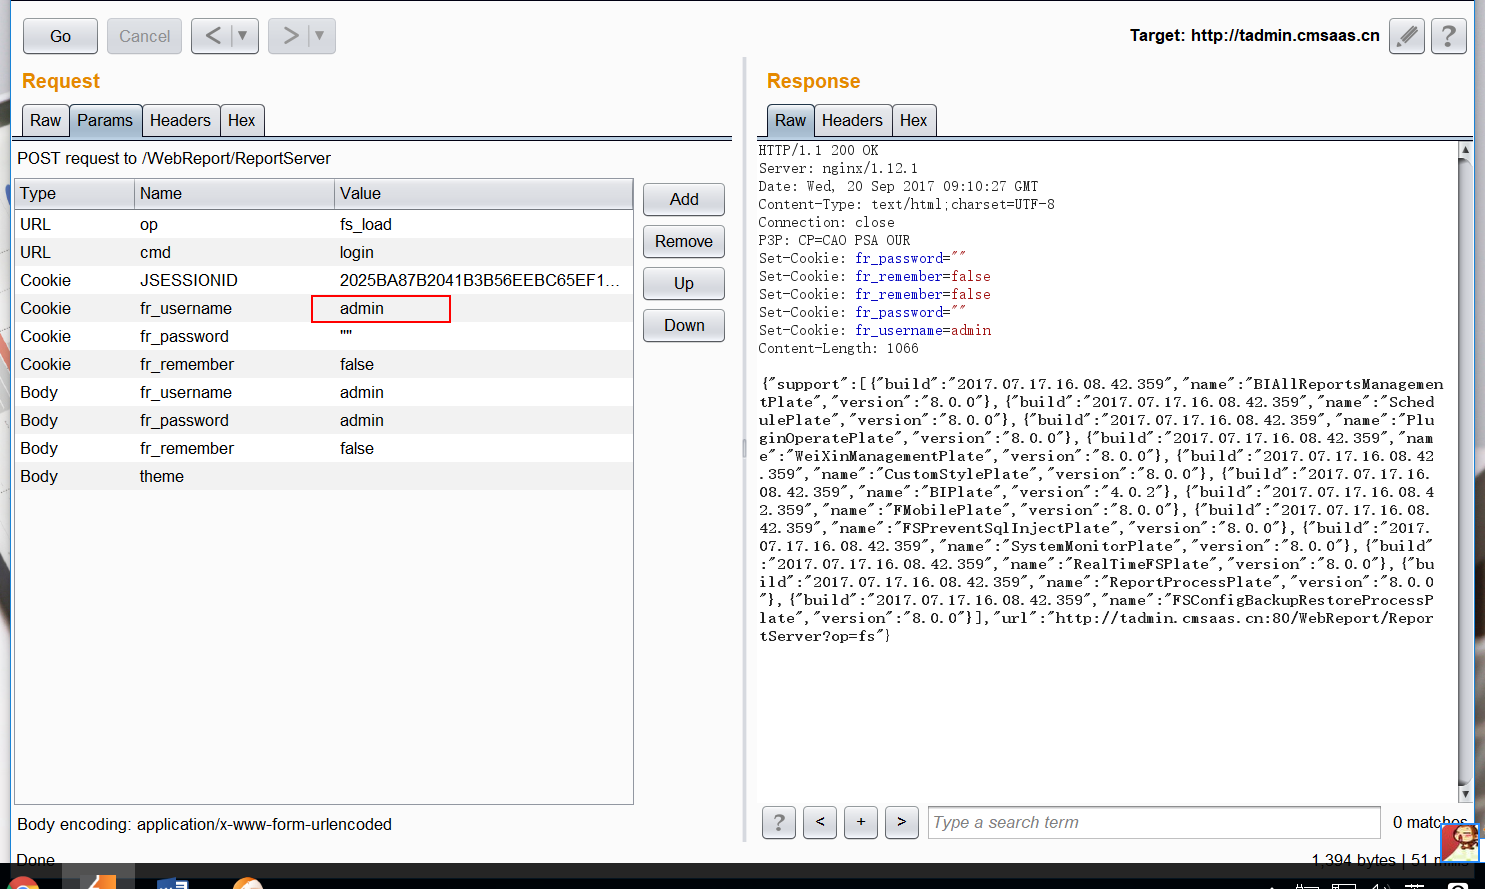 Go
Cancel
<
>
Target: http://tadmin.cmsaas.cn
?
Request
Response
Raw Params Headers Hex
Raw Headers Hex
POST request to /WebReport/ReportServer
Type Name Value
URL op fs_load
URL cmd login
Cookie JSESSIONID 2025BA87B2041B3B56EEBC65EF1...
Cookie fr_username admin
Cookie fr_password ""
Cookie fr_remember false
Body fr_username admin
Body fr_password admin
Body fr_remember false
Body theme
Add
Remove
Up
Down
HTTP/1.1 200 OK
Server: nginx/1.12.1
Date: Wed, 20 Sep 2017 09:10:27 GMT
Content-Type: text/html;charset=UTF-8
Connection: close
P3P: CP=CAO PSA OUR
Set-Cookie: fr_password=""
Set-Cookie: fr_remember=false
Set-Cookie: fr_remember=false
Set-Cookie: fr_password=""
Set-Cookie: fr_username=admin
Content-Length: 1066
{"support":[{"build":"2017.07.17.16.08.42.359","name":"BIAllReportsManagemen
tPlate","version":"8.0.0"},{"build":"2017.07.17.16.08.42.359","name":"Sched
ulePlate","version":"8.0.0"},{"build":"2017.07.17.16.08.42.359","name":"Plu
ginOperatePlate","version":"8.0.0"},{"build":"2017.07.17.16.08.42.359","nam
e":"WeiXinManagementPlate","version":"8.0.0"},{"build":"2017.07.17.16.08.42
.359","name":"CustomStylePlate","version":"8.0.0"},{"build":"2017.07.17.16.
08.42.359","name":"BIPlate","version":"4.0.2"},{"build":"2017.07.17.16.08.4
2.359","name":"FMobilePlate","version":"8.0.0"},{"build":"2017.07.17.16.08.
42.359","name":"FSPreventSqlInjectPlate","version":"8.0.0"},{"build":"2017.
07.17.16.08.42.359","name":"SystemMonitorPlate","version":"8.0.0"},{"build"
:"2017.07.17.16.08.42.359","name":"RealTimeFSPlate","version":"8.0.0"},{"bu
ild":"2017.07.17.16.08.42.359","name":"ReportProcessPlate","version":"8.0.0
"},{"build":"2017.07.17.16.08.42.359","name":"FSConfigBackupRestoreProcessP
late","version":"8.0.0"}],"url":"http://tadmin.cmsaas.cn:80/WebReport/Repor
tServer?op=fs"}
? < + > Type a search term 0 matches
Body encoding: application/x-www-form-urlencoded
Done
1,394 bytes | 51